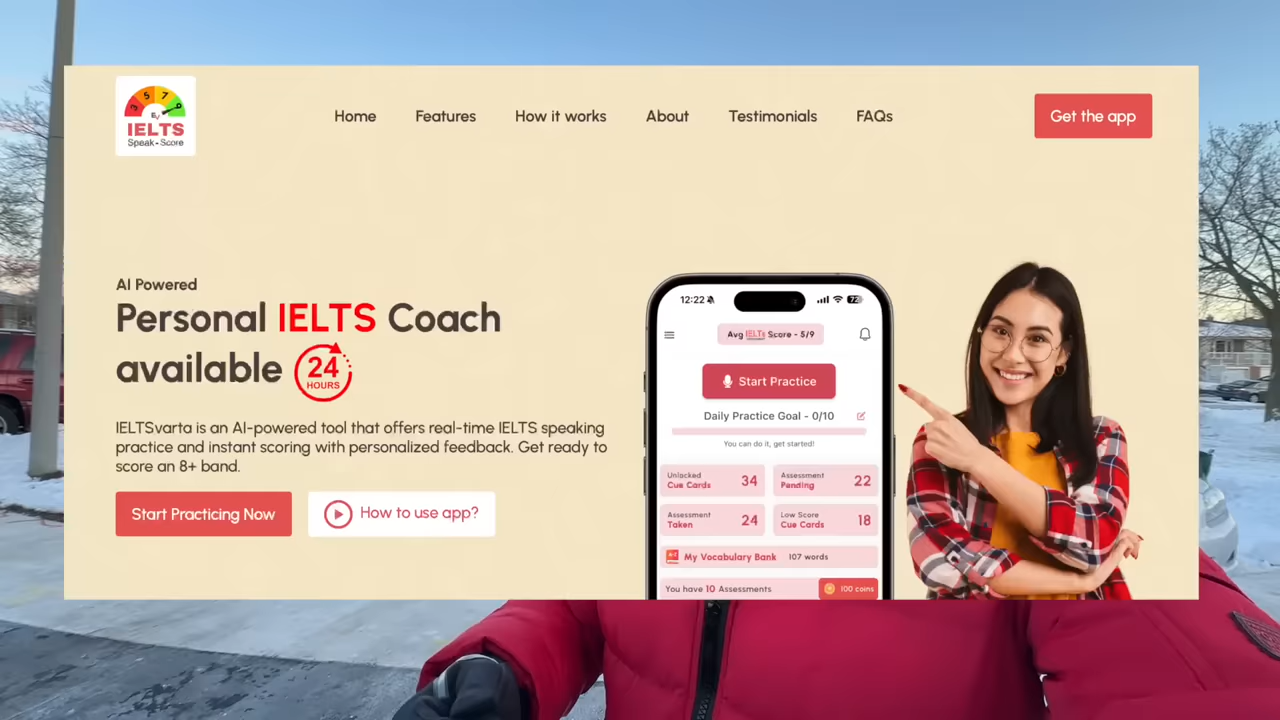 3 5 7 9
IELTS
Speak - Score
Home Features How it works About Testimonials FAQs
Get the app
AI Powered
Personal IELTS Coach
available 24 HOURS
IELTSvarta is an AI-powered tool that offers real-time IELTS speaking
practice and instant scoring with personalized feedback. Get ready to
score an 8+ band.
Start Practicing Now
How to use app?
12:22
73
Avg IELTS Score - 5/9
Start Practice
Daily Practice Goal - 0/10
You can do it, get started!
Unlocked
Cue Cards 34
Assessment
Pending 22
Assessment
Taken 24
Low Score
Cue Cards 18
My Vocabulary Bank 107 words
You have 10 Assessments 100 coins